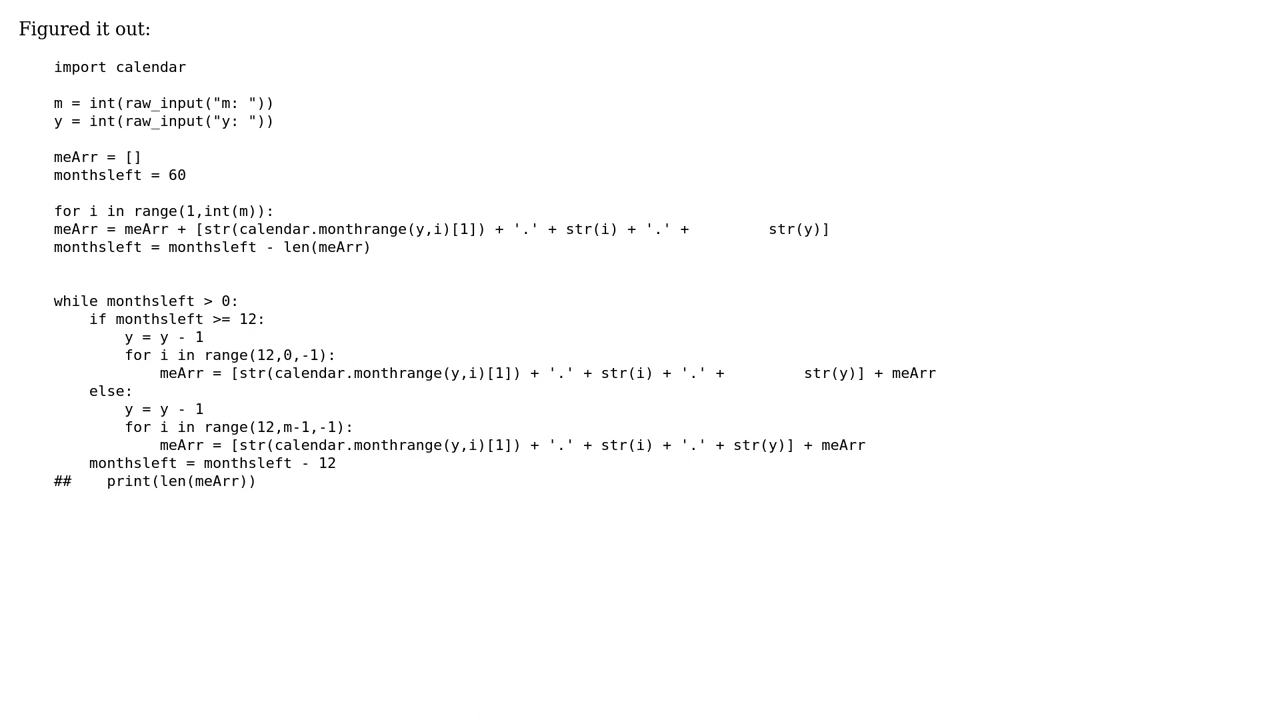 Figured it out:
import calendar
m = int(raw_input("m: "))
y = int(raw_input("y: "))
meArr = []
monthsleft = 60
for i in range(1,int(m)):
meArr = meArr + [str(calendar.monthrange(y,i)[1]) + '.' + str(i) + '.' +         str(y)]
monthsleft = monthsleft - len(meArr)
while monthsleft > 0:
    if monthsleft >= 12:
        y = y - 1
        for i in range(12,0,-1):
            meArr = [str(calendar.monthrange(y,i)[1]) + '.' + str(i) + '.' +         str(y)] + meArr
    else:
        y = y - 1
        for i in range(12,m-1,-1):
            meArr = [str(calendar.monthrange(y,i)[1]) + '.' + str(i) + '.' + str(y)] + meArr
    monthsleft = monthsleft - 12
##    print(len(meArr))